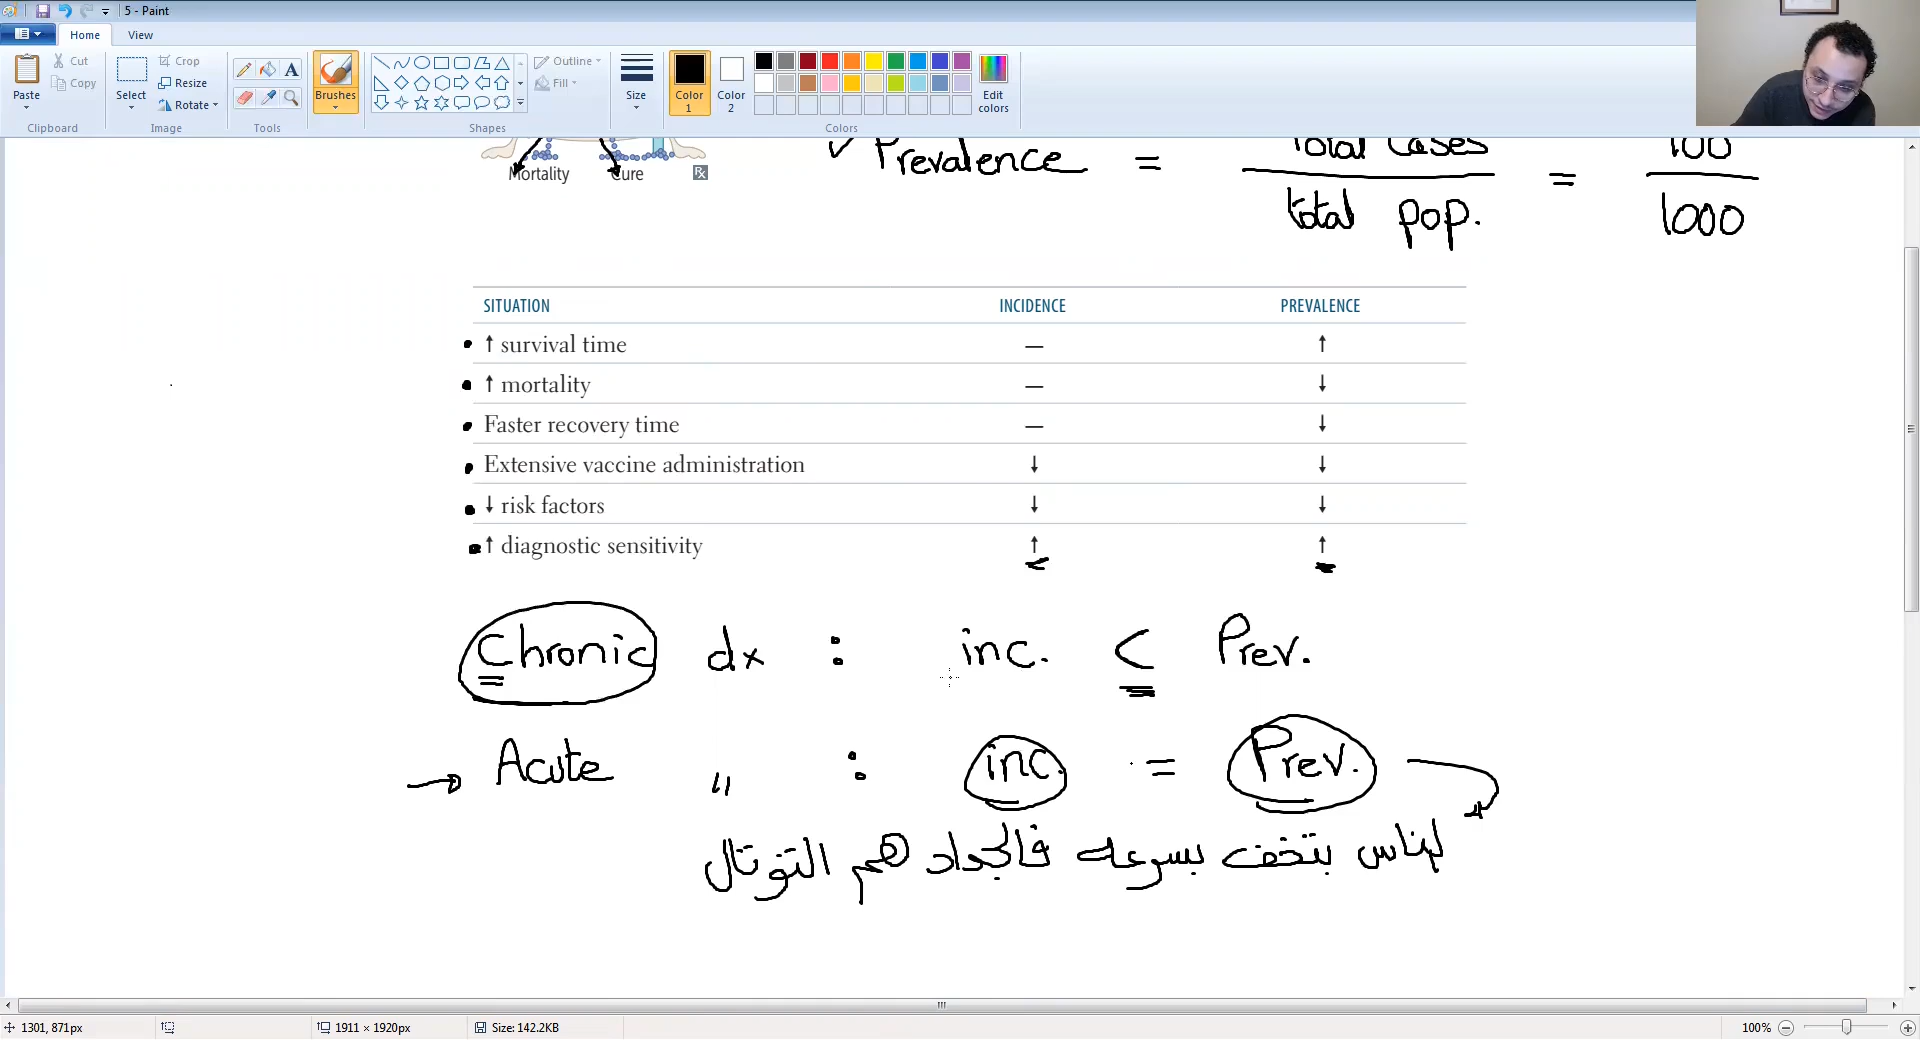 5 - Paint
Home View
Paste Cut Copy Select Crop Resize Rotate A Brushes Outline Fill Size Color 1 Color 2 Edit colors
Clipboard Image Tools Shapes Colors
Mortality Cure Rx
Prevalence = total cases / total pop. = 100 / 1000
SITUATION INCIDENCE PREVALENCE
↑ survival time — ↑
↑ mortality — ↓
Faster recovery time — ↓
Extensive vaccine administration ↓ ↓
↓ risk factors ↓ ↓
↑ diagnostic sensitivity ↑ ↑
Chronic dx : inc. < Prev.
→ Acute " : inc. = Prev.
الناس بتخف بسرعه فالجداد هم التوتال
1301, 871px 1911 × 1920px Size: 142.2KB 100%